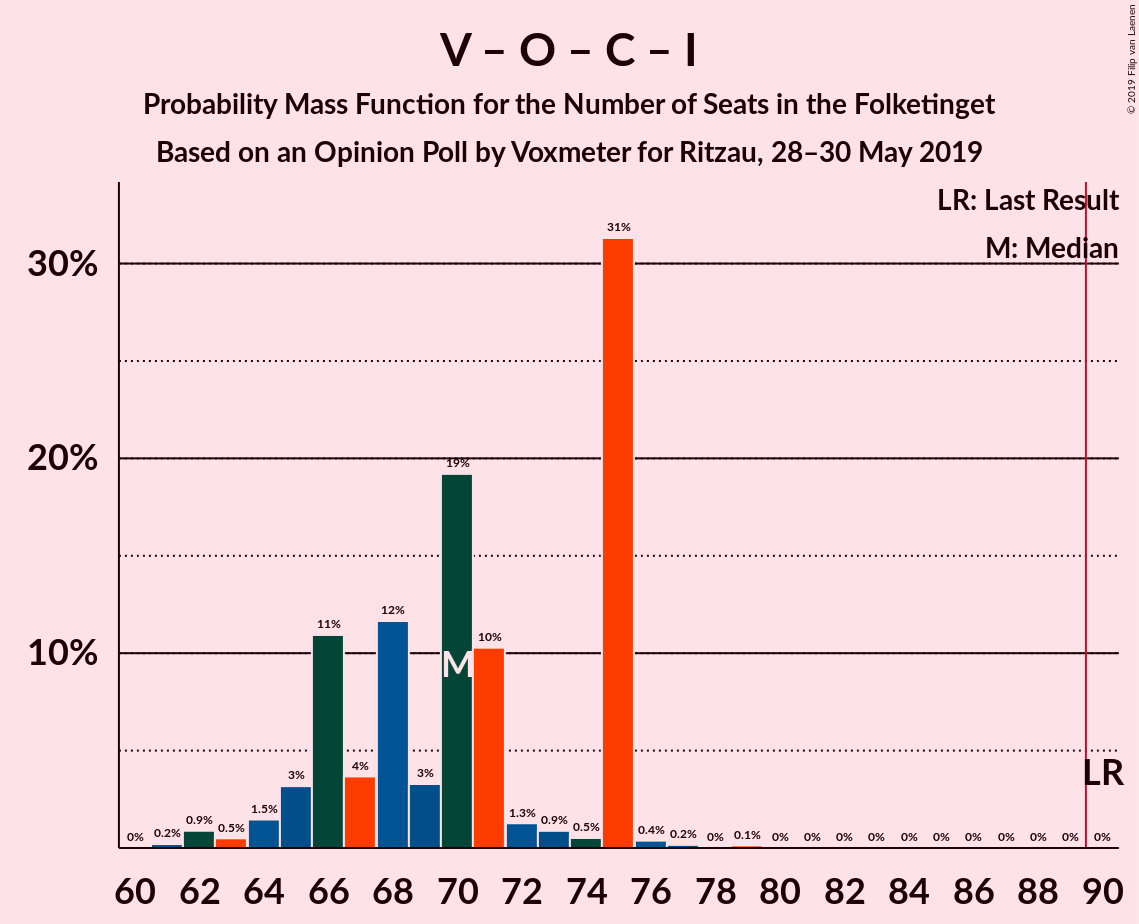 V – O – C – I
Probability Mass Function for the Number of Seats in the Folketinget
Based on an Opinion Poll by Voxmeter for Ritzau, 28–30 May 2019
© 2019 Filip van Laenen
LR: Last Result
M: Median
30%
20%
10%
0% 0.2% 0.9% 0.5% 1.5% 3% 11% 4% 12% 3% 19% 10% 1.3% 0.9% 0.5% 31% 0.4% 0.2% 0% 0.1% 0% 0% 0% 0% 0% 0% 0% 0% 0% 0% 0%
M
LR
60 62 64 66 68 70 72 74 76 78 80 82 84 86 88 90